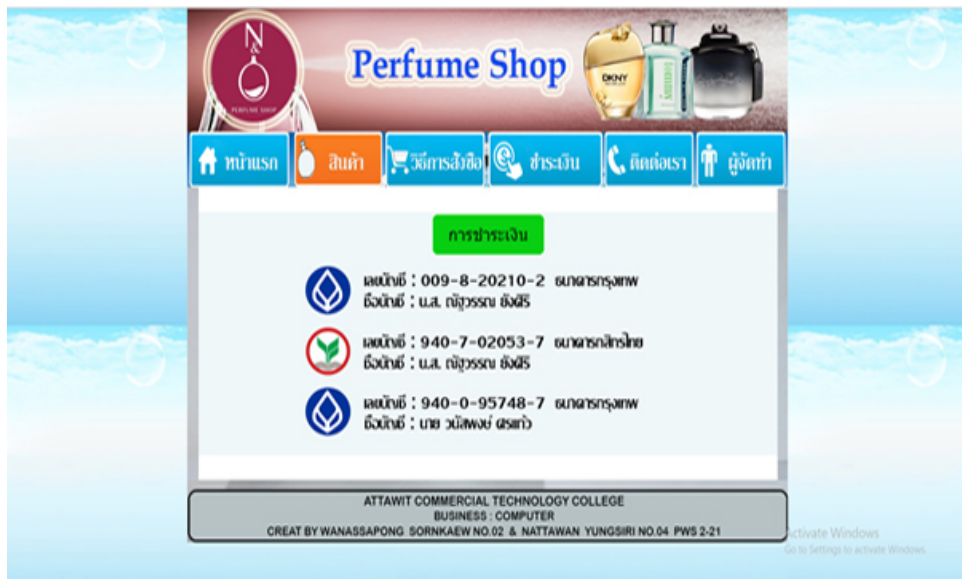 N
&
PERFUME SHOP
Perfume Shop
DKNY
หน้าแรก
สินค้า
วิธีการสั่งซื้อ
ชำระเงิน
ติดต่อเรา
ผู้จัดทำ
การชำระเงิน
เลขบัญชี : 009-8-20210-2 ธนาคารกรุงเทพ
ชื่อบัญชี : น.ส. ณัฐวรรณ ยังศิริ
เลขบัญชี : 940-7-02053-7 ธนาคารกสิกรไทย
ชื่อบัญชี : น.ส. ณัฐวรรณ ยังศิริ
เลขบัญชี : 940-0-95748-7 ธนาคารกรุงเทพ
ชื่อบัญชี : นาย วนัสพงษ์ ศรแก้ว
ATTAWIT COMMERCIAL TECHNOLOGY COLLEGE
BUSINESS : COMPUTER
CREAT BY WANASSAPONG SORNKAEW NO.02 & NATTAWAN YUNGSIRI NO.04 PWS 2-21
Activate Windows
Go to Settings to activate Windows.